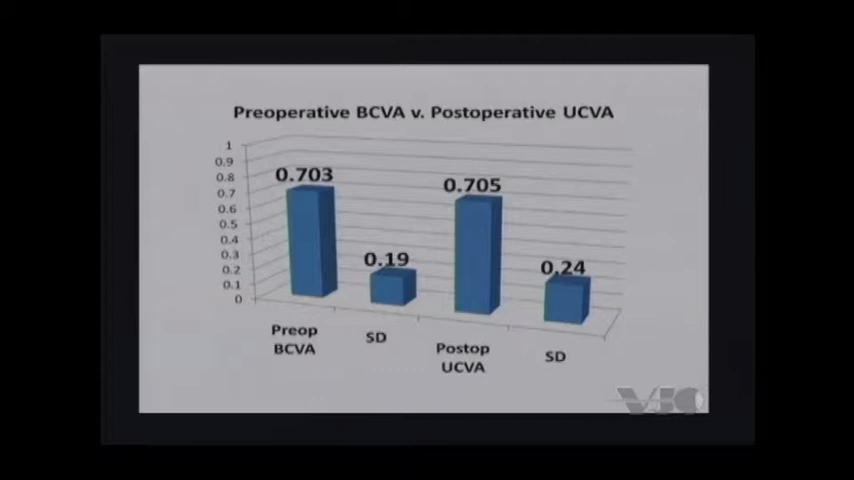 Preoperative BCVA v. Postoperative UCVA
1
0.9
0.8
0.7
0.6
0.5
0.4
0.3
0.2
0.1
0
0.703
0.19
0.705
0.24
Preop
BCVA
SD
Postop
UCVA
SD
VJO